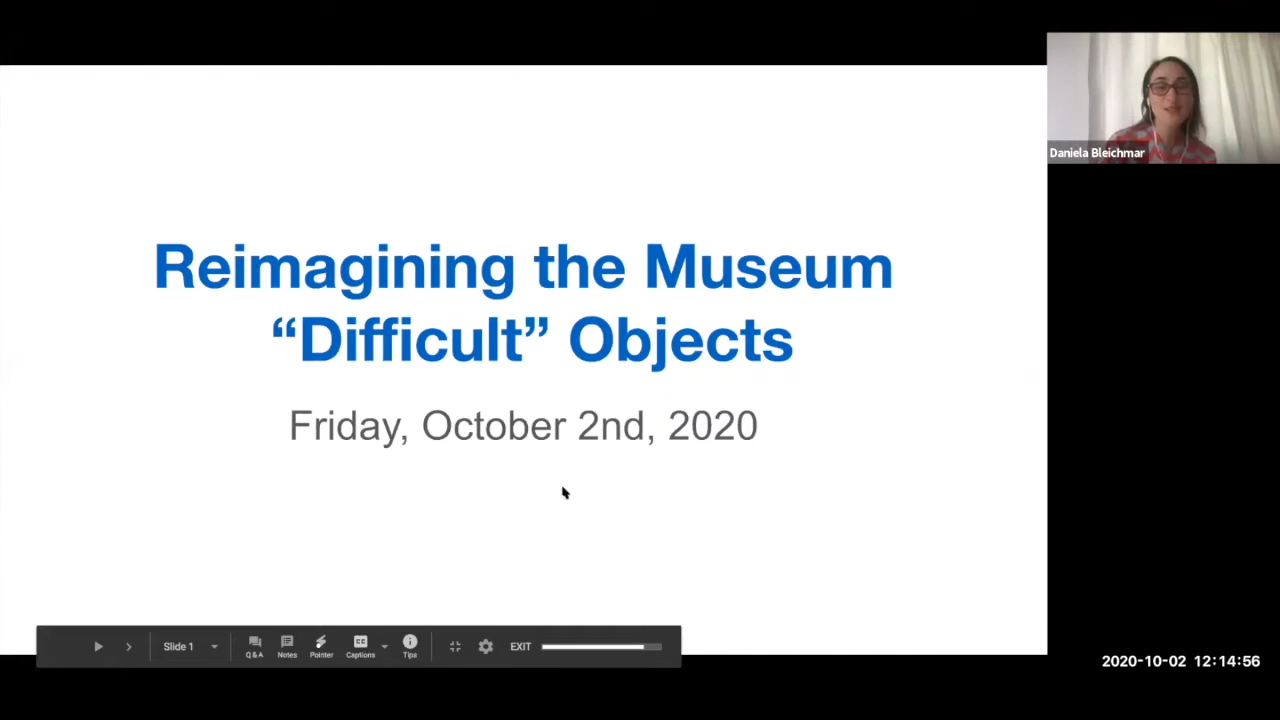 Reimagining the Museum
“Difficult” Objects
Friday, October 2nd, 2020
Daniela Bleichmar
Slide 1
Q&A
Notes
Pointer
CC
Captions
Tips
EXIT
2020-10-02 12:14:56